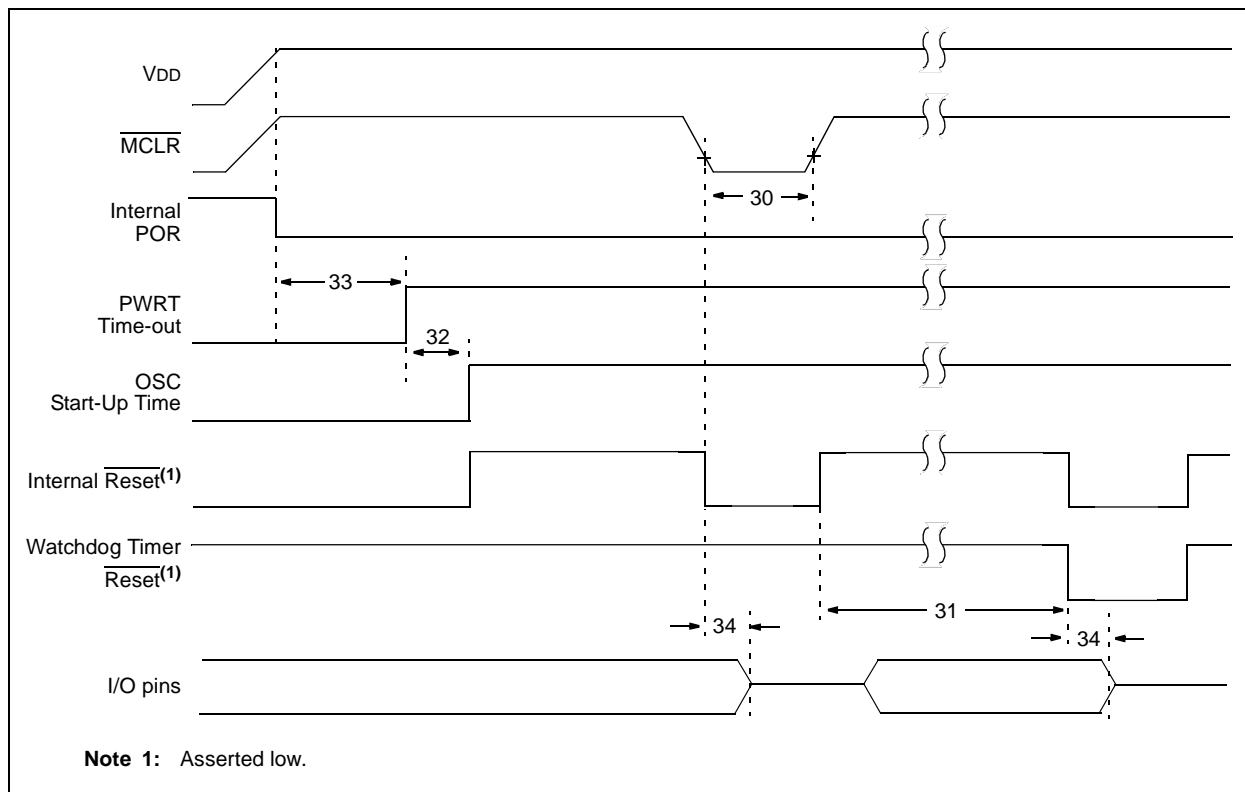 VDD
MCLR
30
Internal
POR
33
PWRT
Time-out
32
OSC
Start-Up Time
Internal Reset(1)
Watchdog Timer
Reset(1)
31
34
34
I/O pins
Note 1: Asserted low.